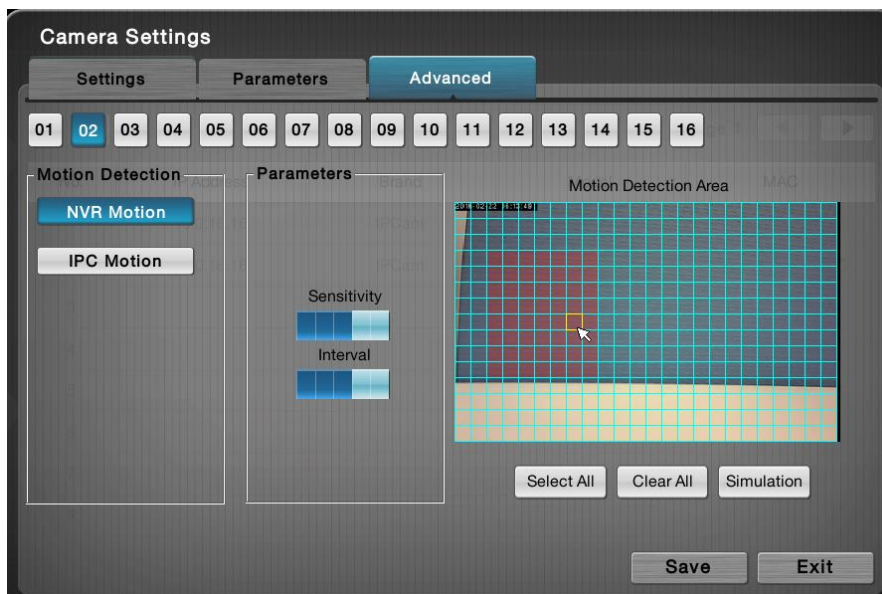 Camera Settings
Settings
Parameters
Advanced
01 02 03 04 05 06 07 08 09 10 11 12 13 14 15 16
Motion Detection
NVR Motion
IPC Motion
Parameters
Brand
MAC
Sensitivity
Interval
Motion Detection Area
Select All
Clear All
Simulation
Save
Exit